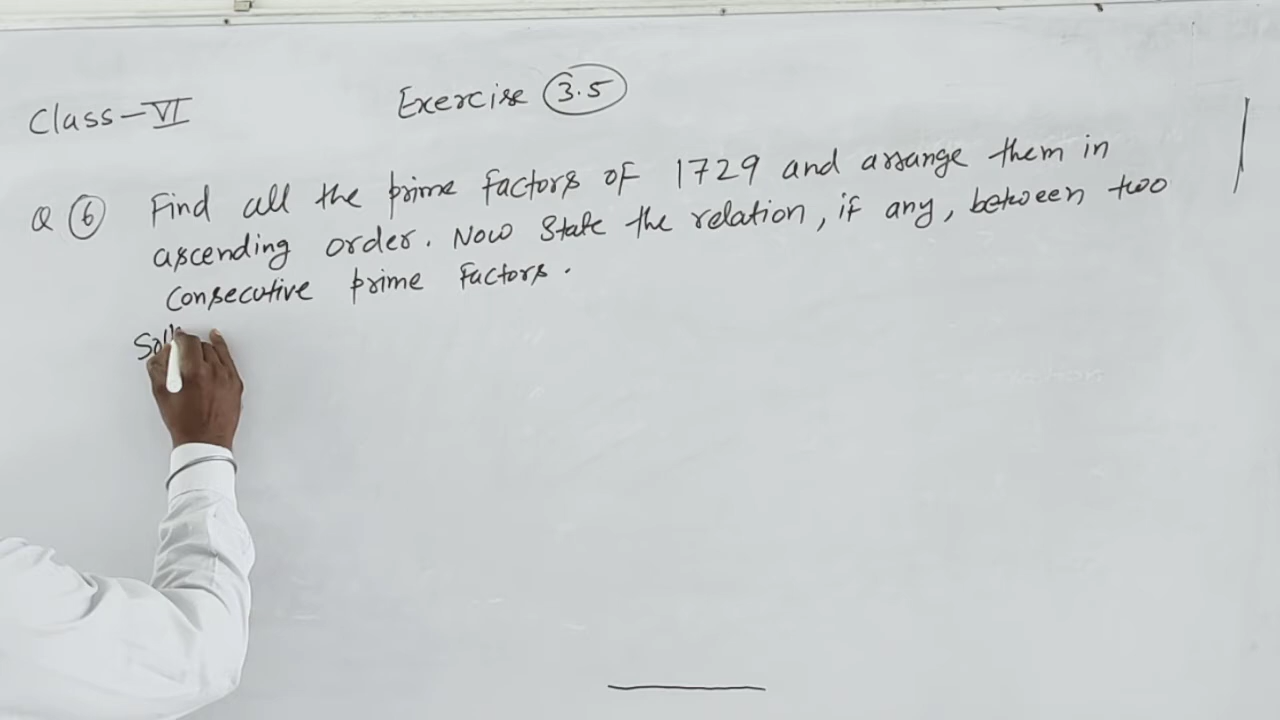 Class-VI
Exercise 3.5
Q 6 Find all the prime factors of 1729 and arrange them in
ascending order. Now state the relation, if any, between two
consecutive prime factors.